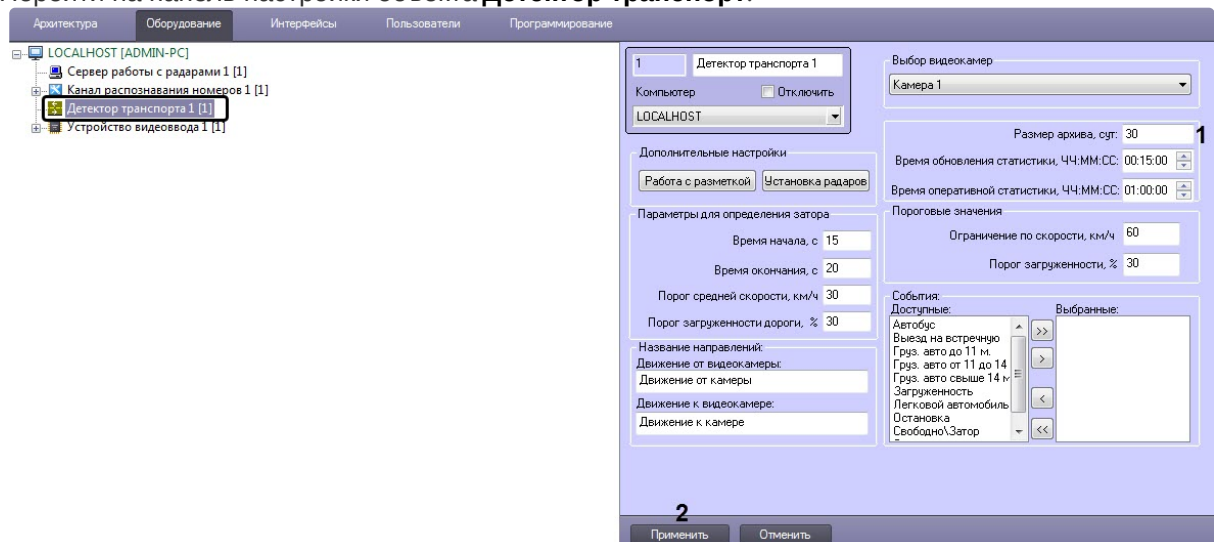 Перейти на панель настройки объекта Детектор транспорт.
Архитектура Оборудование Интерфейсы Пользователи Программирование
LOCALHOST [ADMIN-PC]
Сервер работы с радарами 1 [1]
Канал распознавания номеров 1 [1]
Детектор транспорта 1 [1]
Устройство видеоввода 1 [1]
1 Детектор транспорта 1
Компьютер Отключить
LOCALHOST
Дополнительные настройки
Работа с разметкой Установка радаров
Параметры для определения затора
Время начала, с 15
Время окончания, с 20
Порог средней скорости, км/ч 30
Порог загруженности дороги, % 30
Название направлений:
Движение от видеокамеры:
Движение от камеры
Движение к видеокамере:
Движение к камере
Выбор видеокамер
Камера 1
Размер архива, сут: 30 1
Время обновления статистики, ЧЧ:ММ:СС: 00:15:00
Время оперативной статистики, ЧЧ:ММ:СС: 01:00:00
Пороговые значения
Ограничение по скорости, км/ч 60
Порог загруженности, % 30
События:
Доступные: Выбранные:
Автобус
Выезд на встречную
Груз. авто до 11 м.
Груз. авто от 11 до 14
Груз. авто свыше 14 м
Загруженность
Легковой автомобиль
Остановка
Свободно\Затор
>>
>
<
<<
2
Применить Отменить